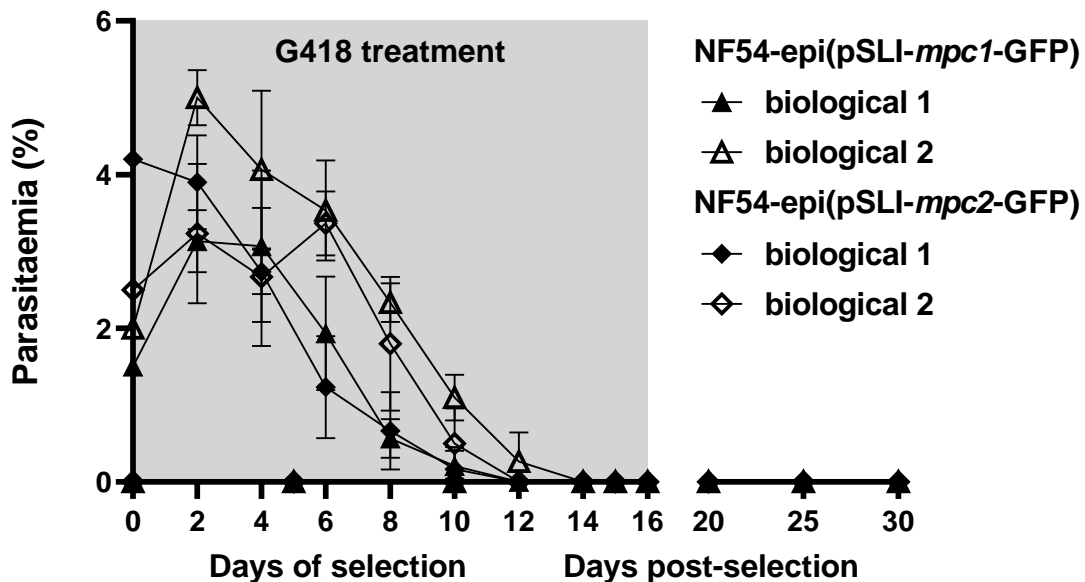 6
G418 treatment
NF54-epi(pSLI-mpc1-GFP)
biological 1
biological 2
4
NF54-epi(pSLI-mpc2-GFP)
biological 1
biological 2
2
0
Parasitaemia (%)
0 2 4 6 8 10 12 14 16 20 25 30
Days of selection Days post-selection